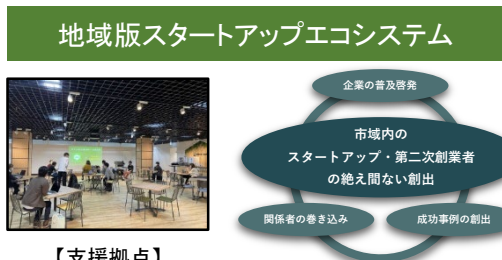 地域版スタートアップエコシステム
企業の普及啓発
市域内の
スタートアップ・第二次創業者
の絶え間ない創出
関係者の巻き込み
成功事例の創出
【支援拠点】